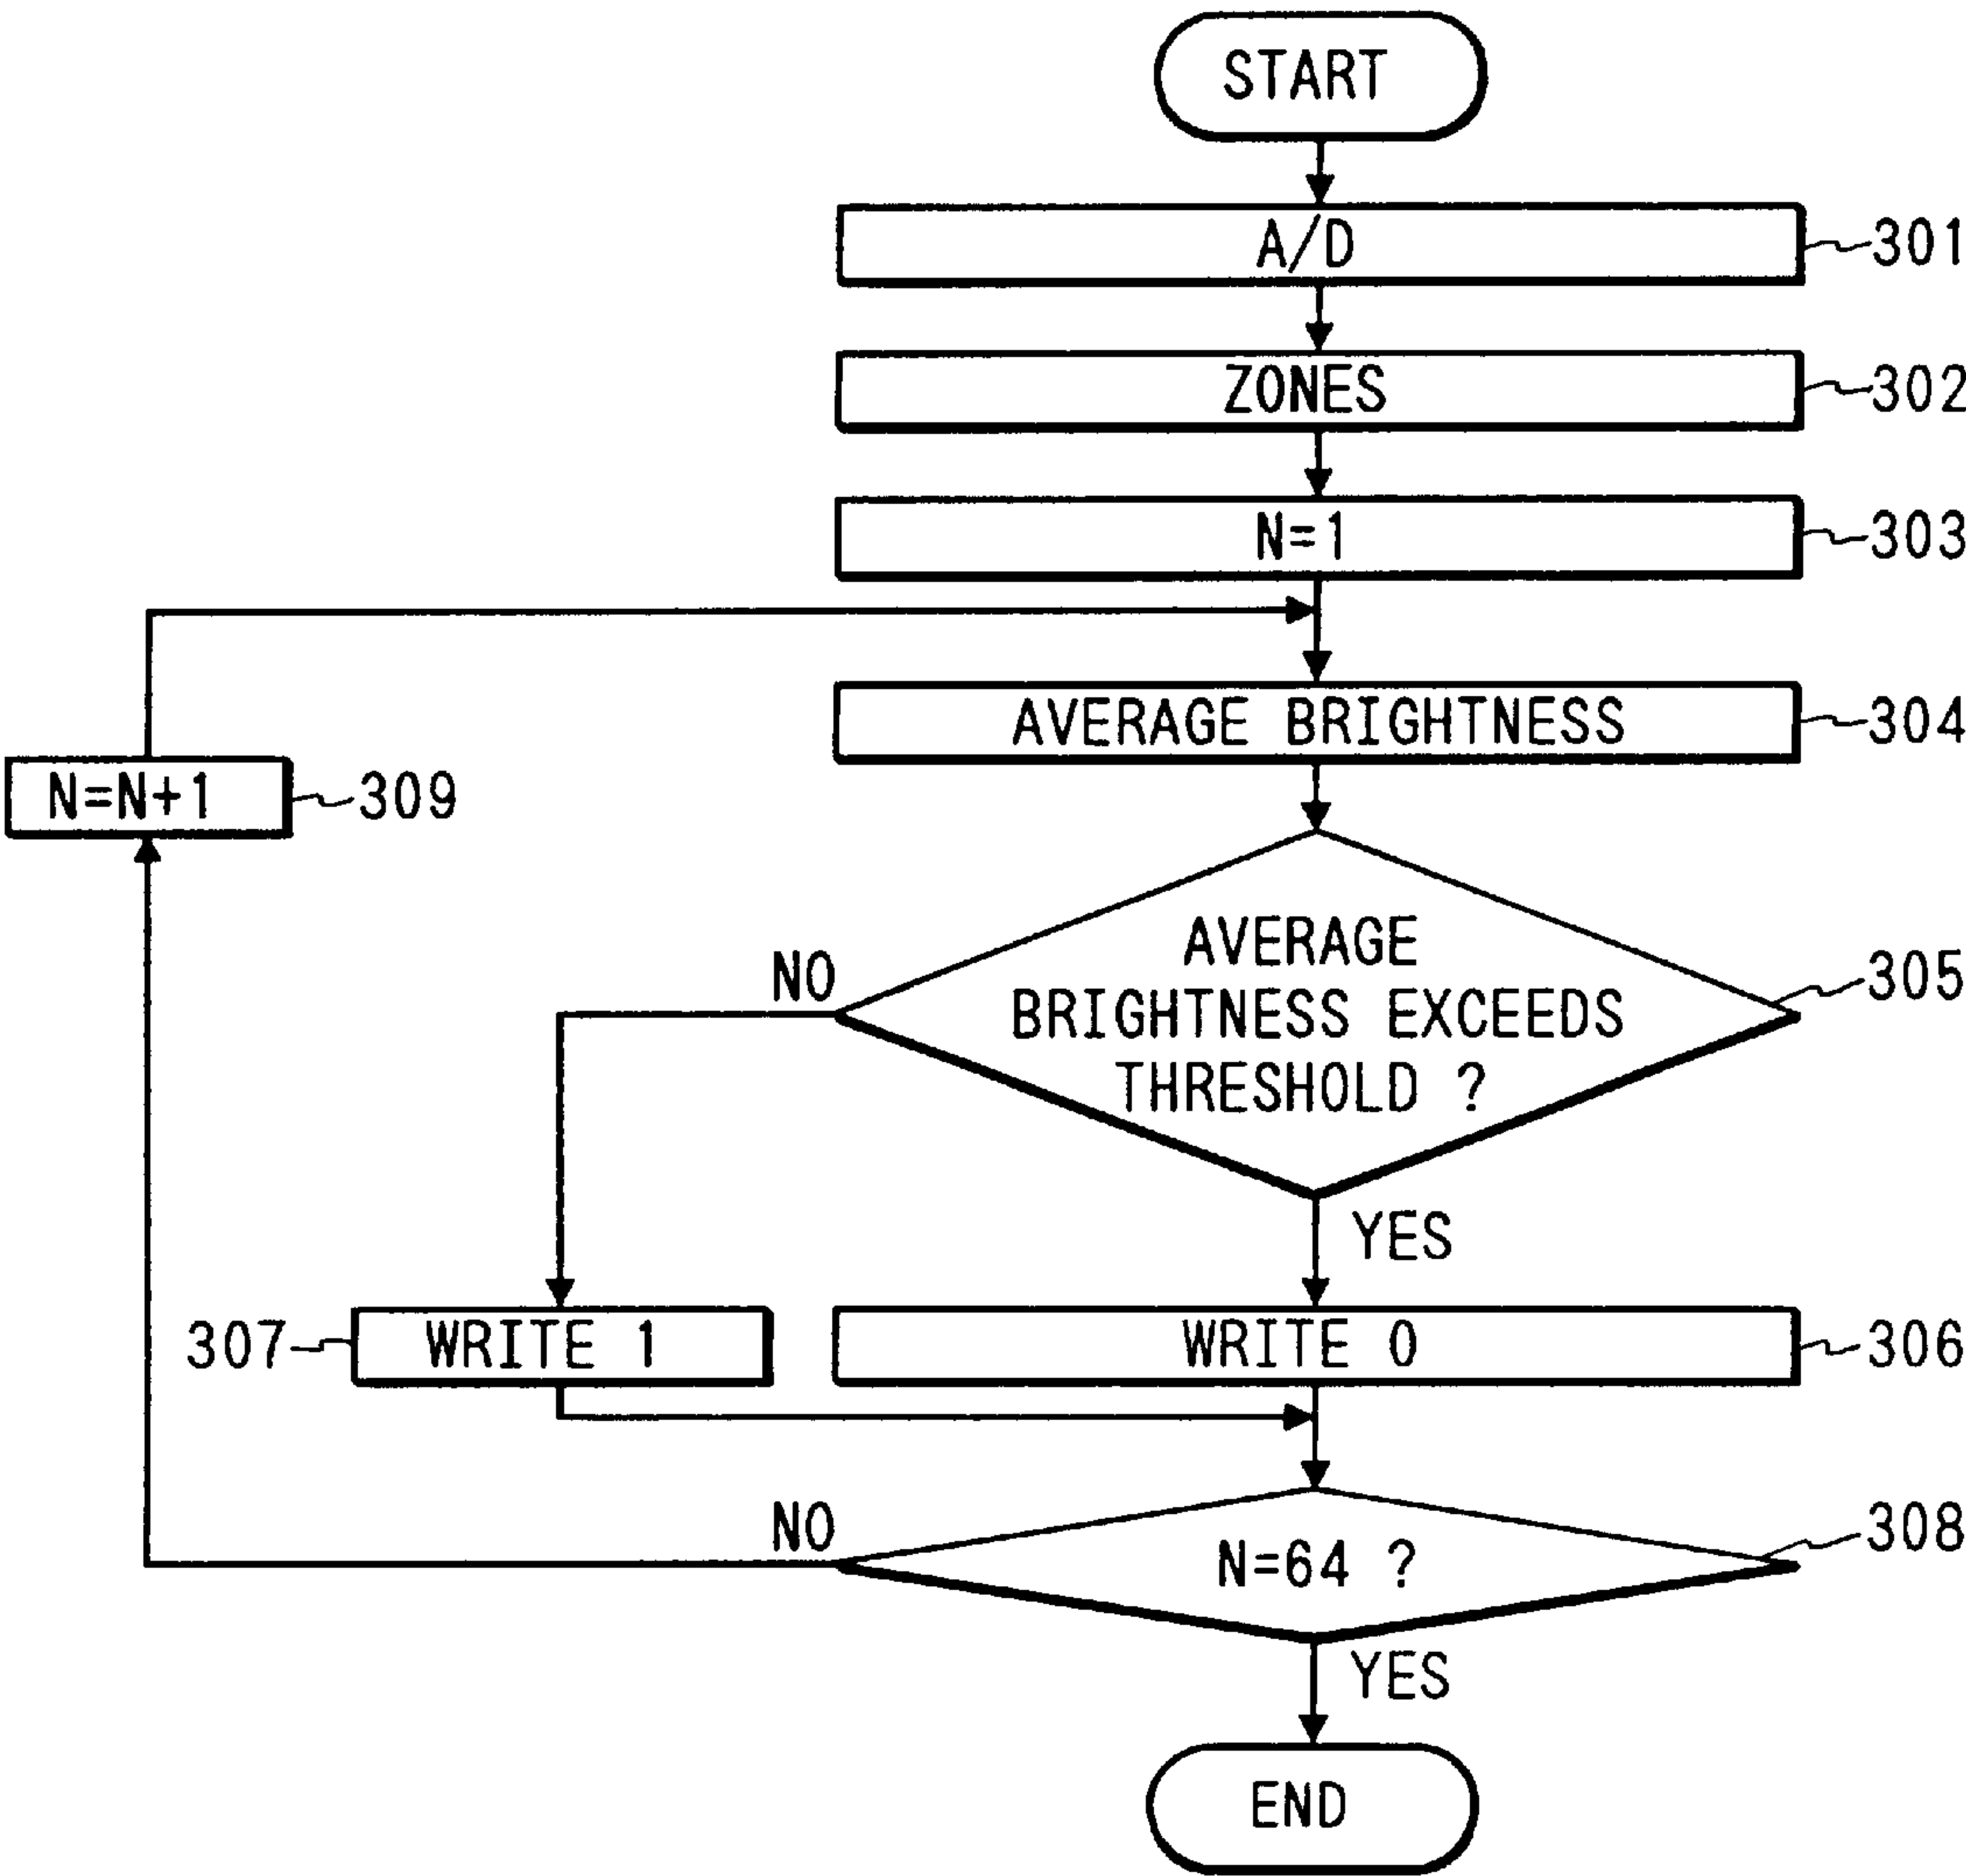 START
A/D
301
ZONES
302
N=1
303
AVERAGE BRIGHTNESS
304
N=N+1
309
AVERAGE
BRIGHTNESS EXCEEDS
THRESHOLD ?
305
NO
YES
307
WRITE 1
WRITE 0
306
NO
N=64 ?
308
YES
END